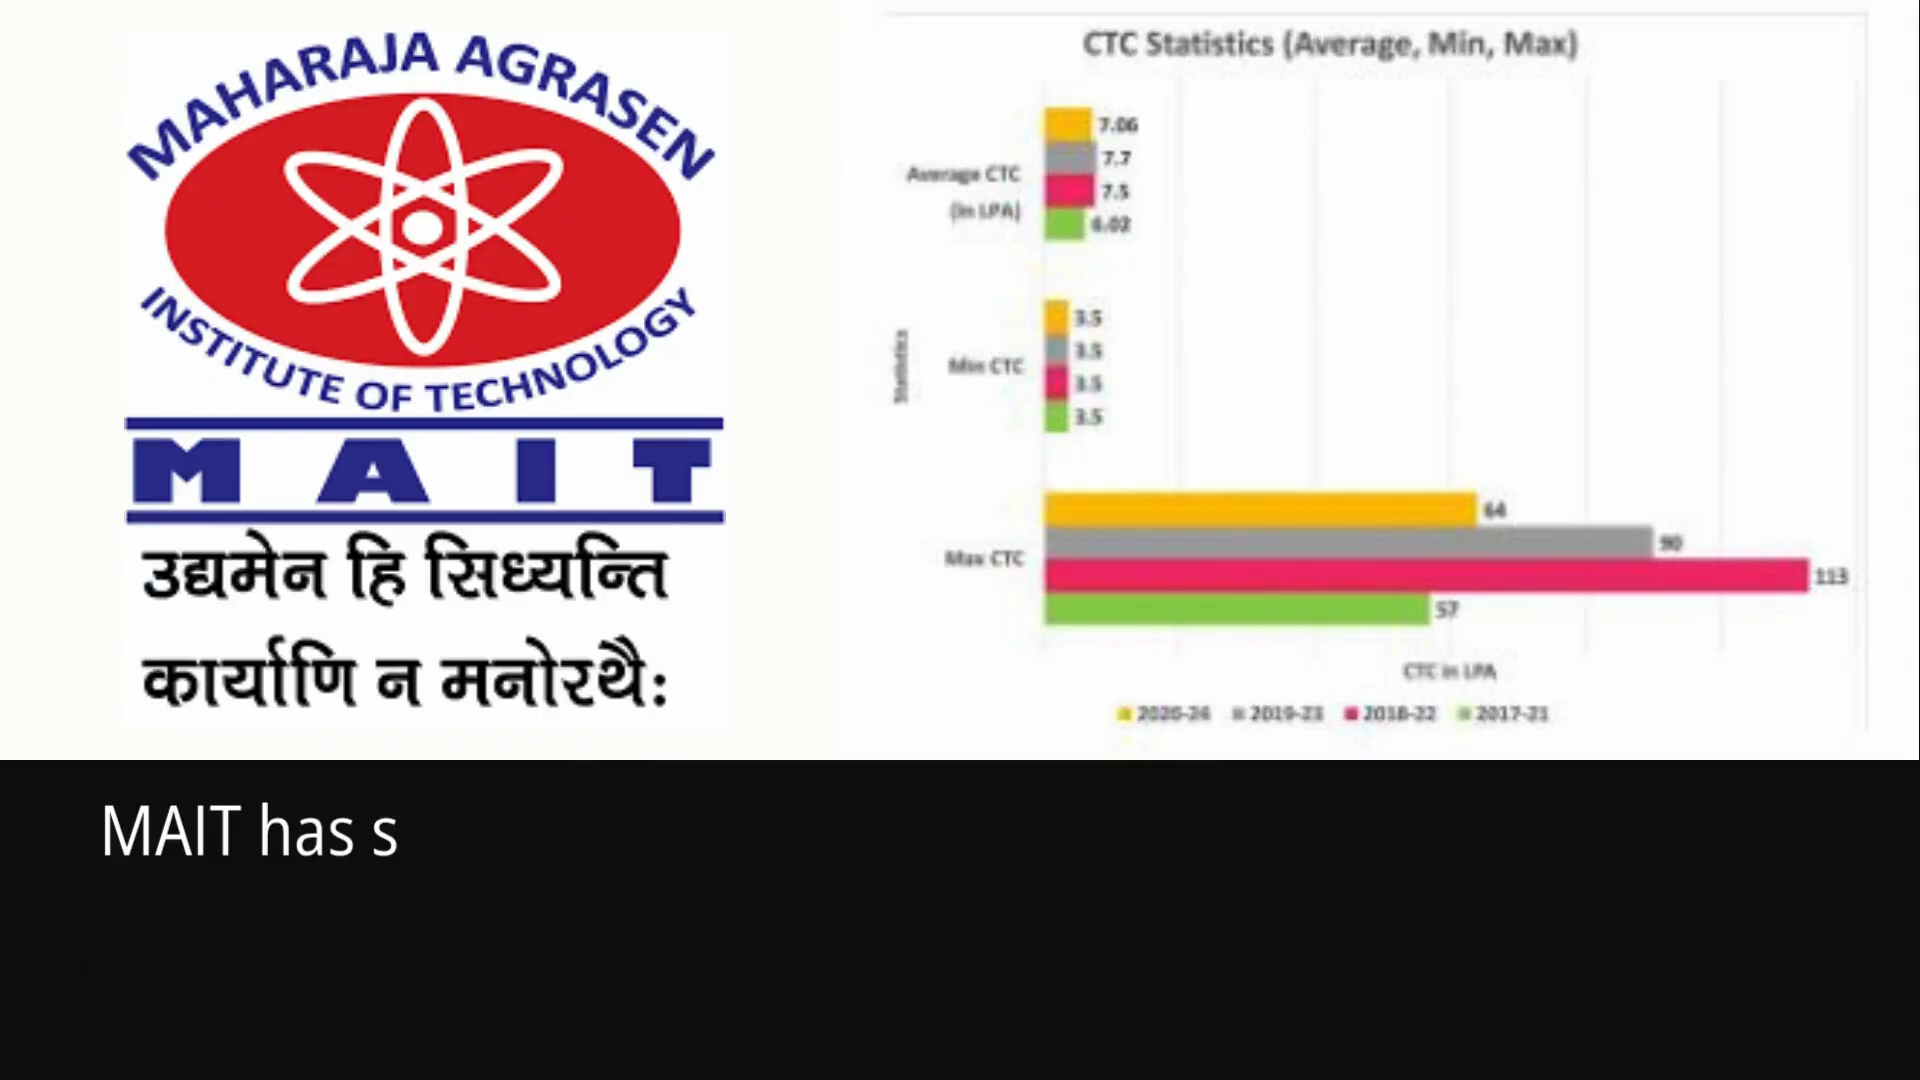 MAHARAJA AGRASEN
INSTITUTE OF TECHNOLOGY
MAIT
उद्यमेन हि सिध्यन्ति
कार्याणि न मनोरथैः
CTC Statistics (Average, Min, Max)
7.06
7.7
Average CTC
7.5
(in LPA)
6.02
3.5
3.5
Statistics
Min CTC
3.5
3.5
64
90
Max CTC
113
57
CTC in LPA
2020-24 2019-23 2018-22 2017-21
MAIT has s